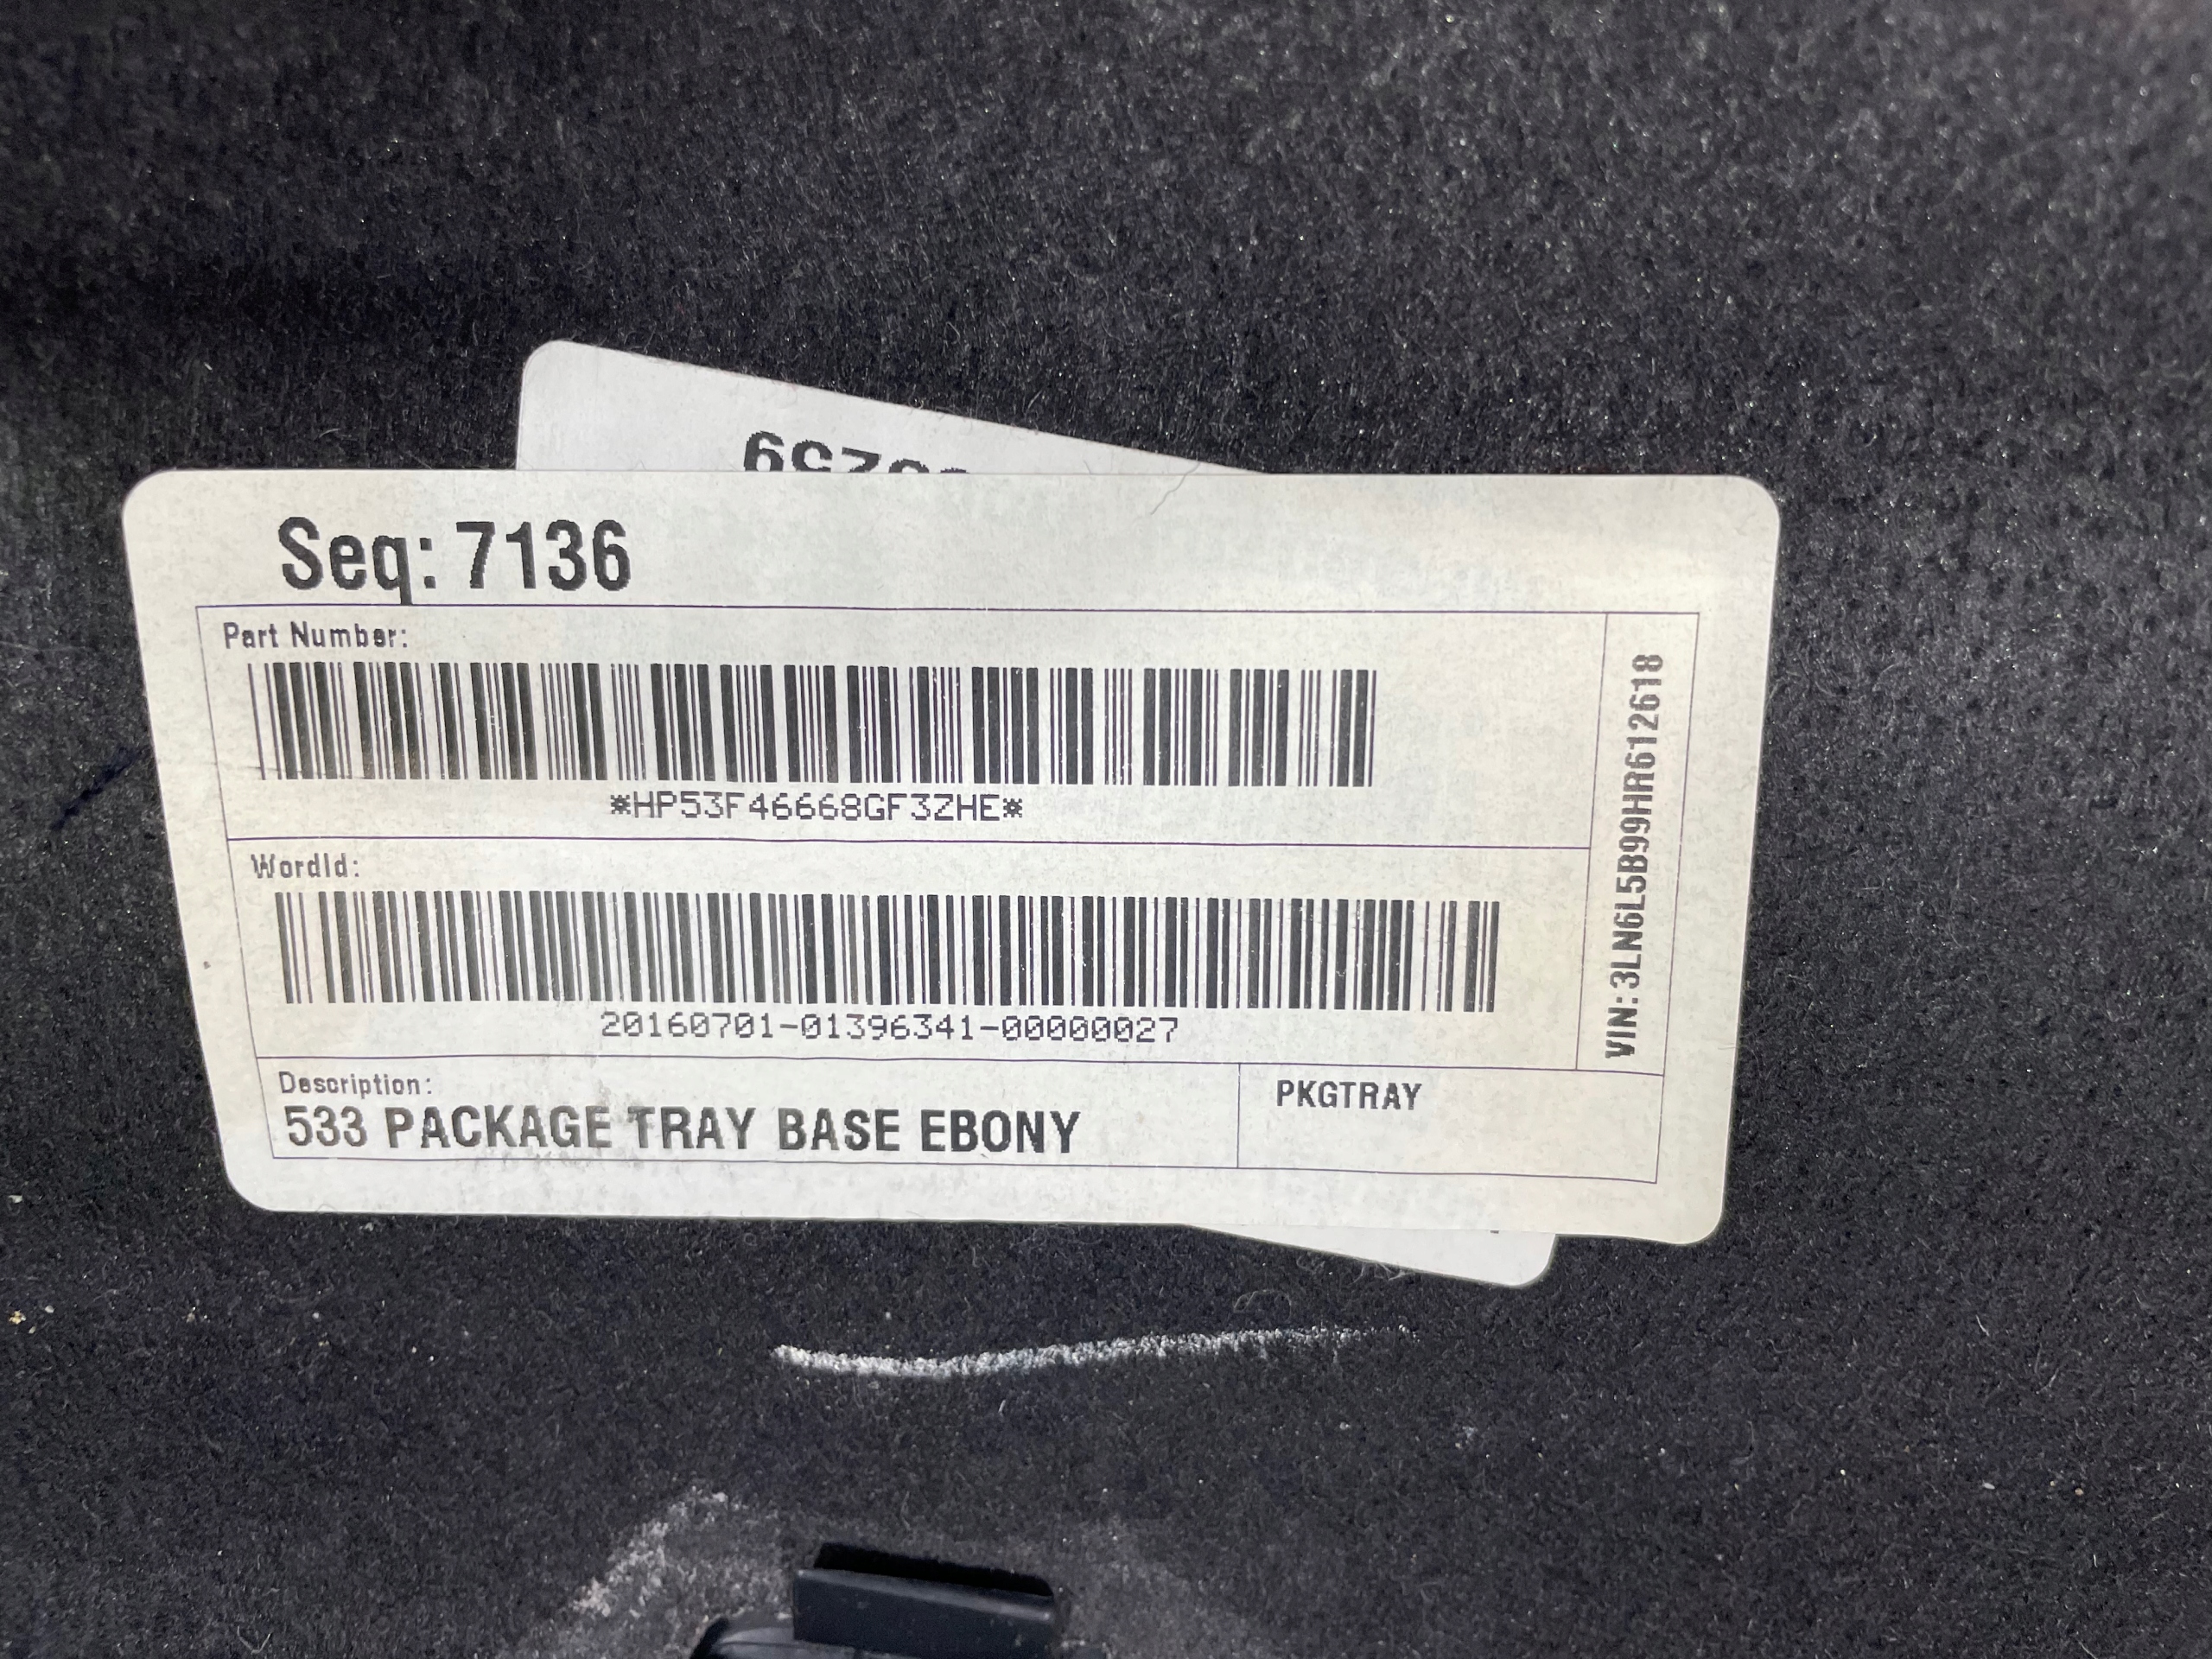 Seq: 7136
Part Number:
*HP53F46668GF3ZHE*
WordId:
20160701-01396341-00000027
Description:
533 PACKAGE TRAY BASE EBONY
PKGTRAY
VIN: 3LN6L5B99HR612618